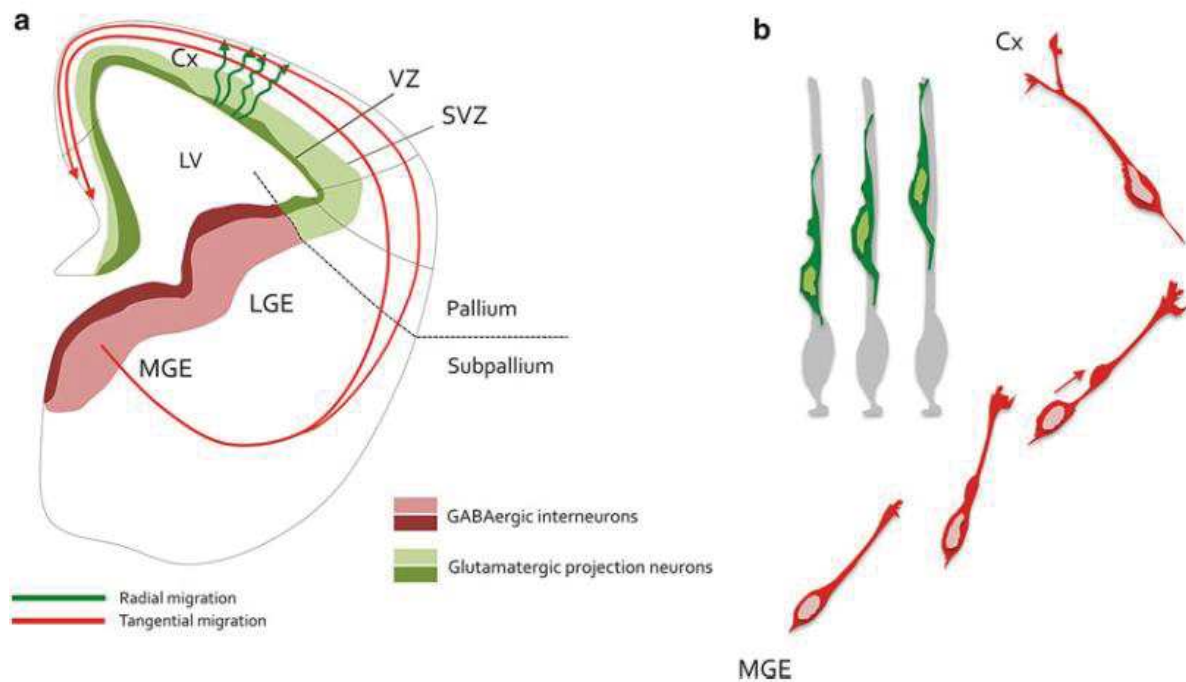 a
Cx
VZ
SVZ
LV
LGE
Pallium
MGE
Subpallium
GABAergic interneurons
Glutamatergic projection neurons
Radial migration
Tangential migration
b
Cx
MGE